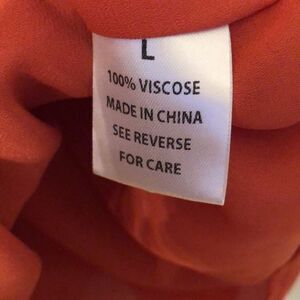 L
100% VISCOSE
MADE IN CHINA
SEE REVERSE
FOR CARE